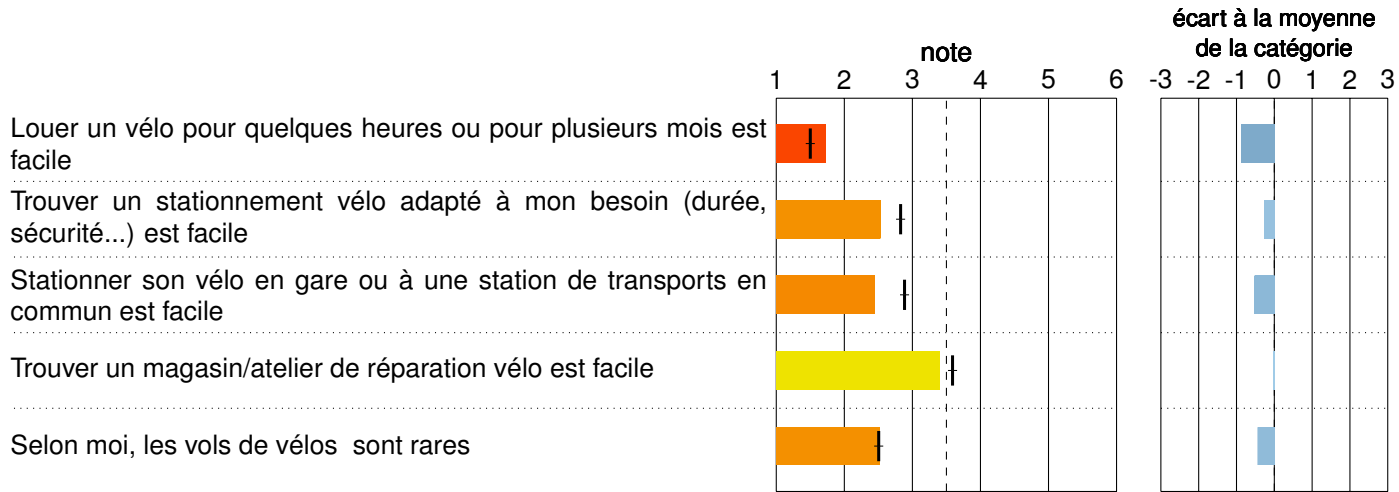 écart à la moyenne
note de la catégorie
1 2 3 4 5 6 -3 -2 -1 0 1 2 3
Louer un vélo pour quelques heures ou pour plusieurs mois est
facile
Trouver un stationnement vélo adapté à mon besoin (durée,
sécurité...) est facile
Stationner son vélo en gare ou à une station de transports en
commun est facile
Trouver un magasin/atelier de réparation vélo est facile
Selon moi, les vols de vélos sont rares